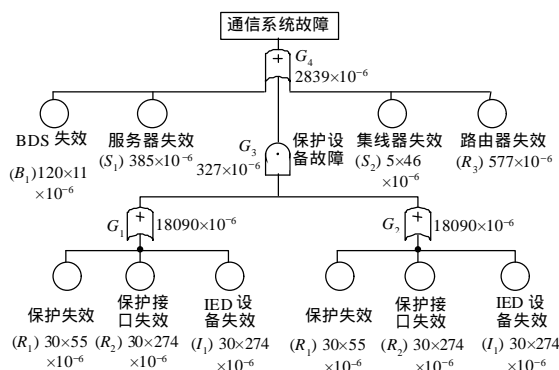 通信系统故障
+
G4
2839×10-6
BDS 失效
(B1)120×11
×10-6
服务器失效
(S1) 385×10-6
G3
327×10-6
保护设
备故障
集线器失效
(S2) 5×46
×10-6
路由器失效
(R3) 577×10-6
G1
+
18090×10-6
G2
+
18090×10-6
保护失效
(R1) 30×55
×10-6
保护接
口失效
(R2) 30×274
×10-6
IED 设
备失效
(I1) 30×274
×10-6
保护失效
(R1) 30×55
×10-6
保护接
口失效
(R2) 30×274
×10-6
IED 设
备失效
(I1) 30×274
×10-6